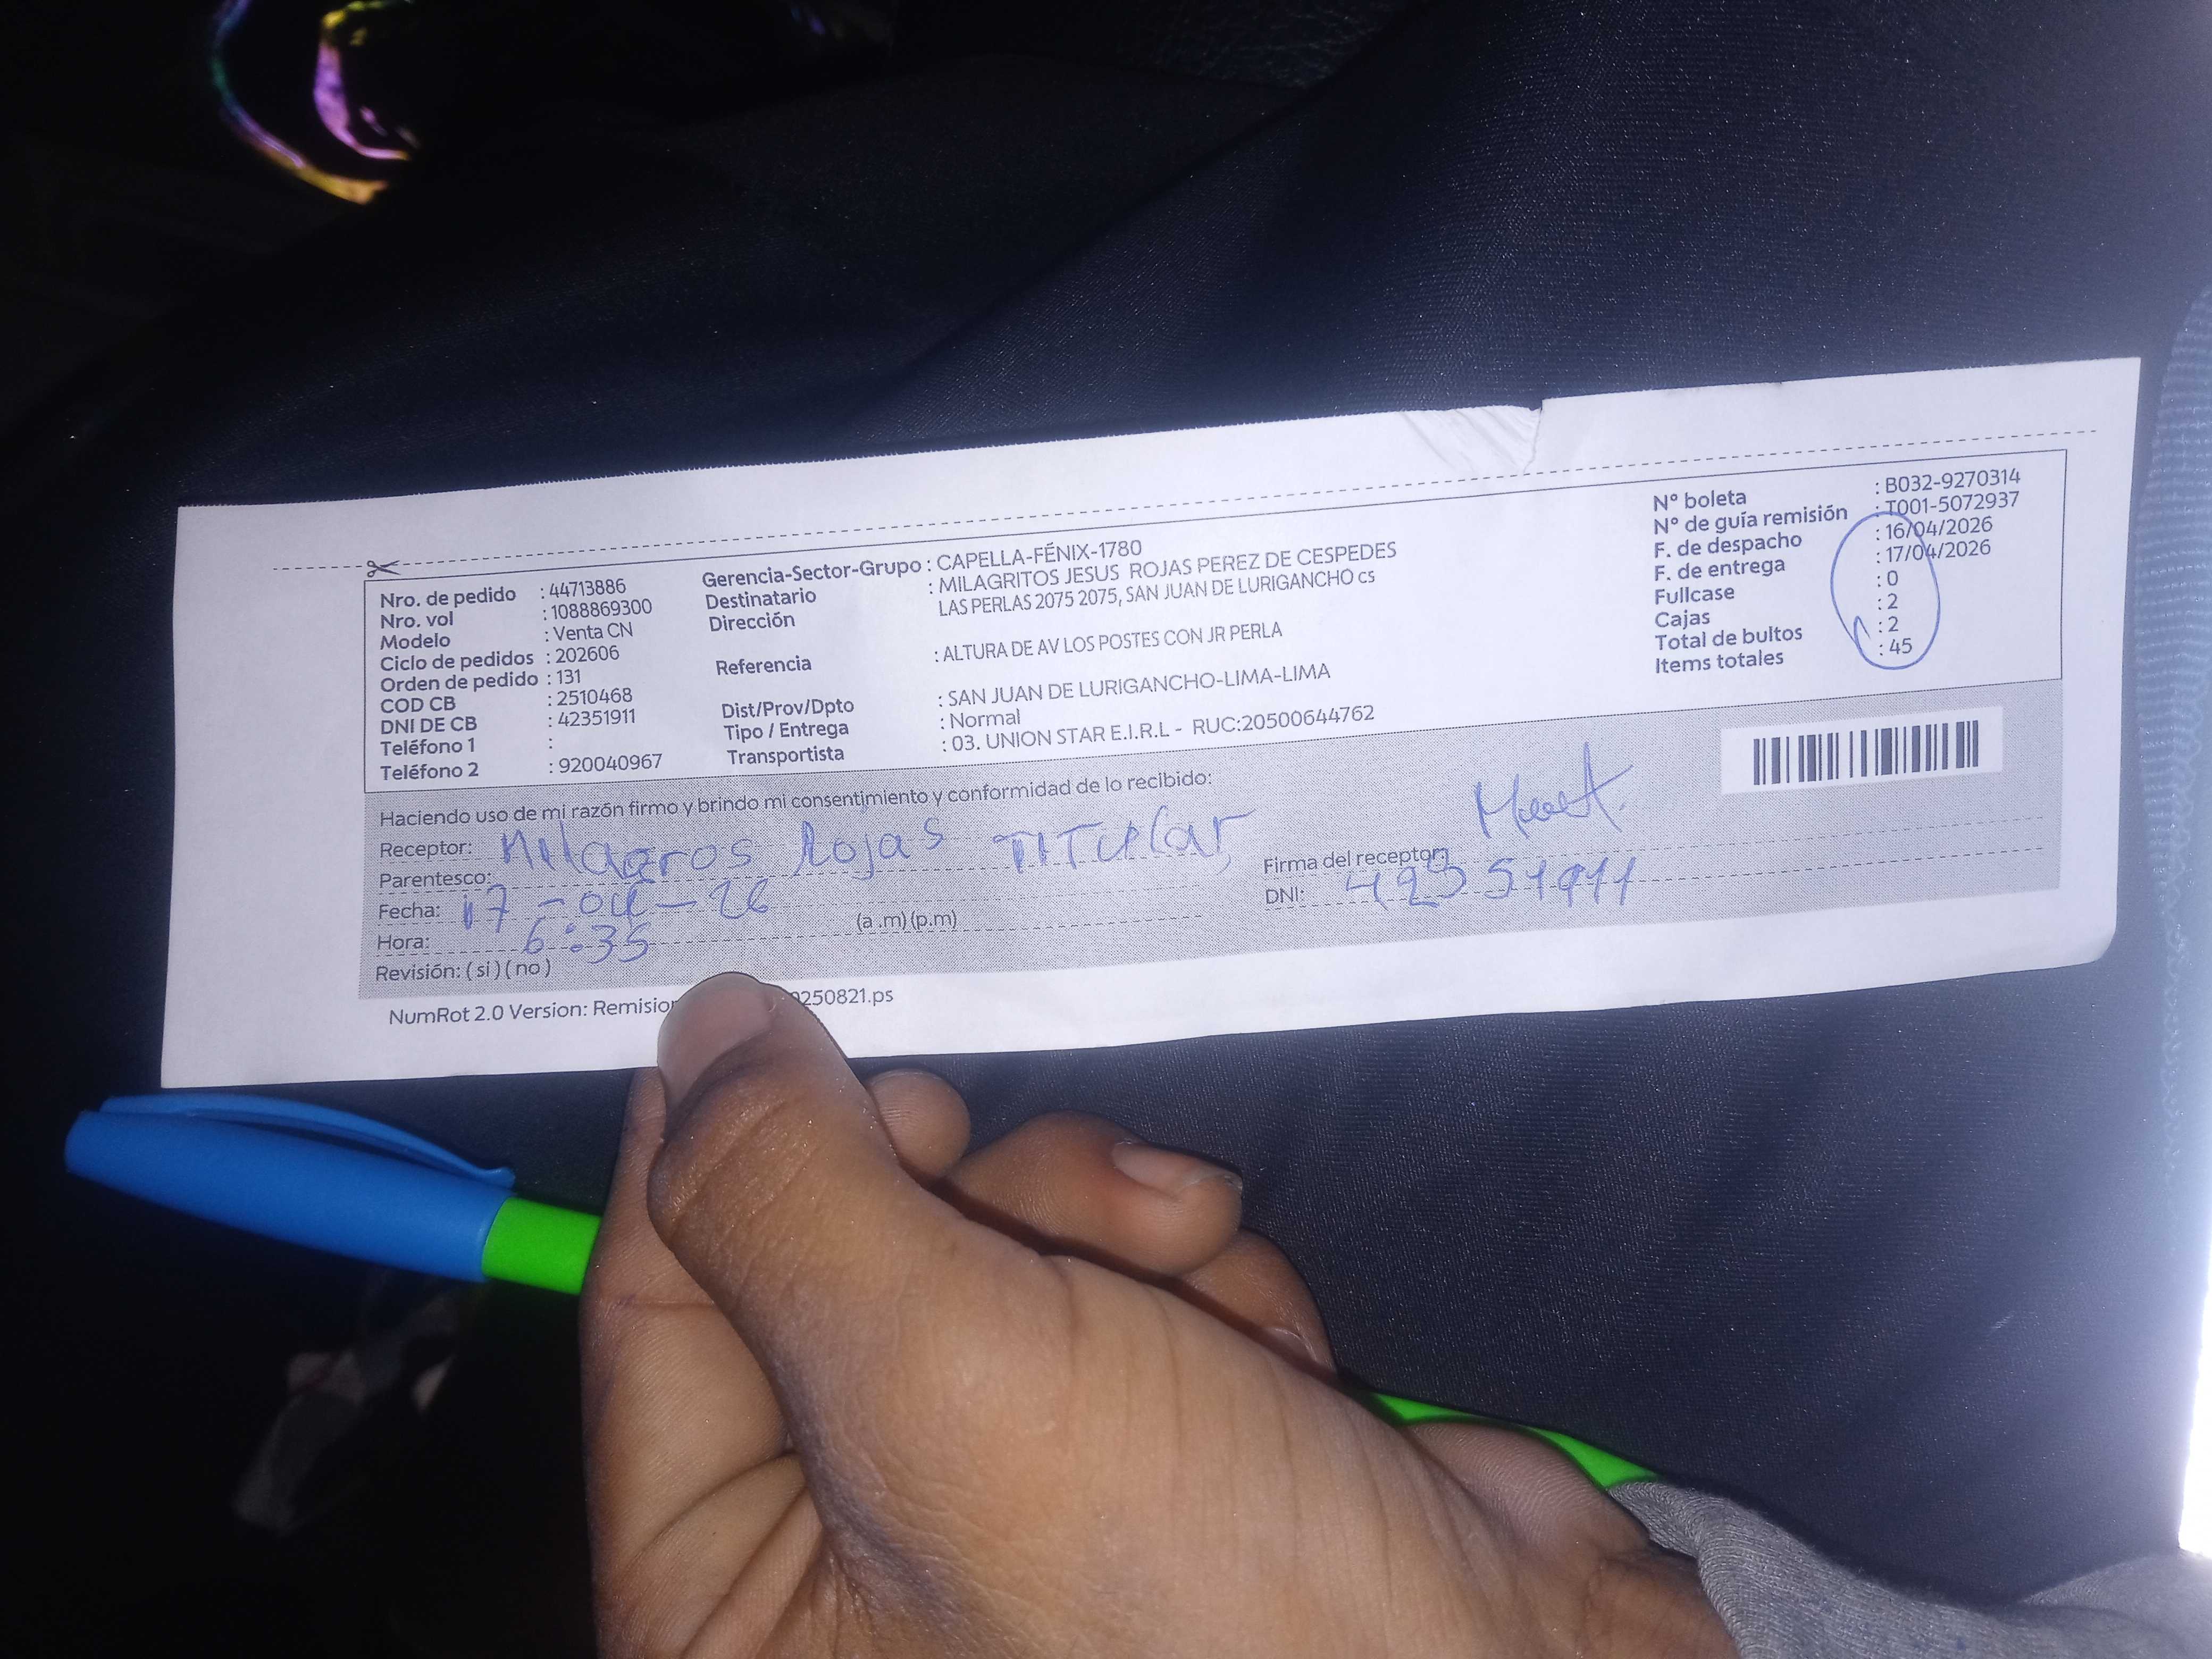 Nro. de pedido : 44713886
Nro. vol : 1088869300
Modelo : Venta CN
Ciclo de pedidos : 202606
Orden de pedido : 131
COD CB : 2510468
DNI DE CB : 42351911
Teléfono 1 :
Teléfono 2 : 920040967
Gerencia-Sector-Grupo : CAPELLA-FÉNIX-1780
Destinatario : MILAGRITOS JESUS ROJAS PEREZ DE CESPEDES
Dirección LAS PERLAS 2075 2075, SAN JUAN DE LURIGANCHO cs
Referencia : ALTURA DE AV LOS POSTES CON JR PERLA
Dist/Prov/Dpto : SAN JUAN DE LURIGANCHO-LIMA-LIMA
Tipo / Entrega : Normal
Transportista : 03. UNION STAR E.I.R.L - RUC:20500644762
N° boleta : B032-9270314
N° de guía remisión : T001-5072937
F. de despacho : 16/04/2026
F. de entrega : 17/04/2026
Fullcase : 0
Cajas : 2
Total de bultos : 2
Items totales : 45
Haciendo uso de mi razón firmo y brindo mi consentimiento y conformidad de lo recibido:
Receptor: Milagros Rojas TITULar
Parentesco:
Fecha: 17-04-26
Hora: 6:35 (a .m) (p.m)
Revisión: ( si ) ( no )
Firma del receptor:
DNI: 42351911
NumRot 2.0 Version: Remision 0250821.ps